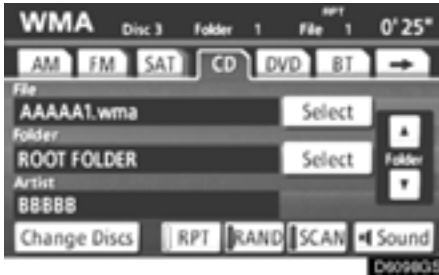 WMA Disc 3 Folder 1 RPT File 1 0'25"
AM FM SAT CD DVD BT
File
AAAAA1.wma Select
Folder
ROOT FOLDER Select Folder
Artist
BBBBB
Change Discs RPT RAND SCAN Sound